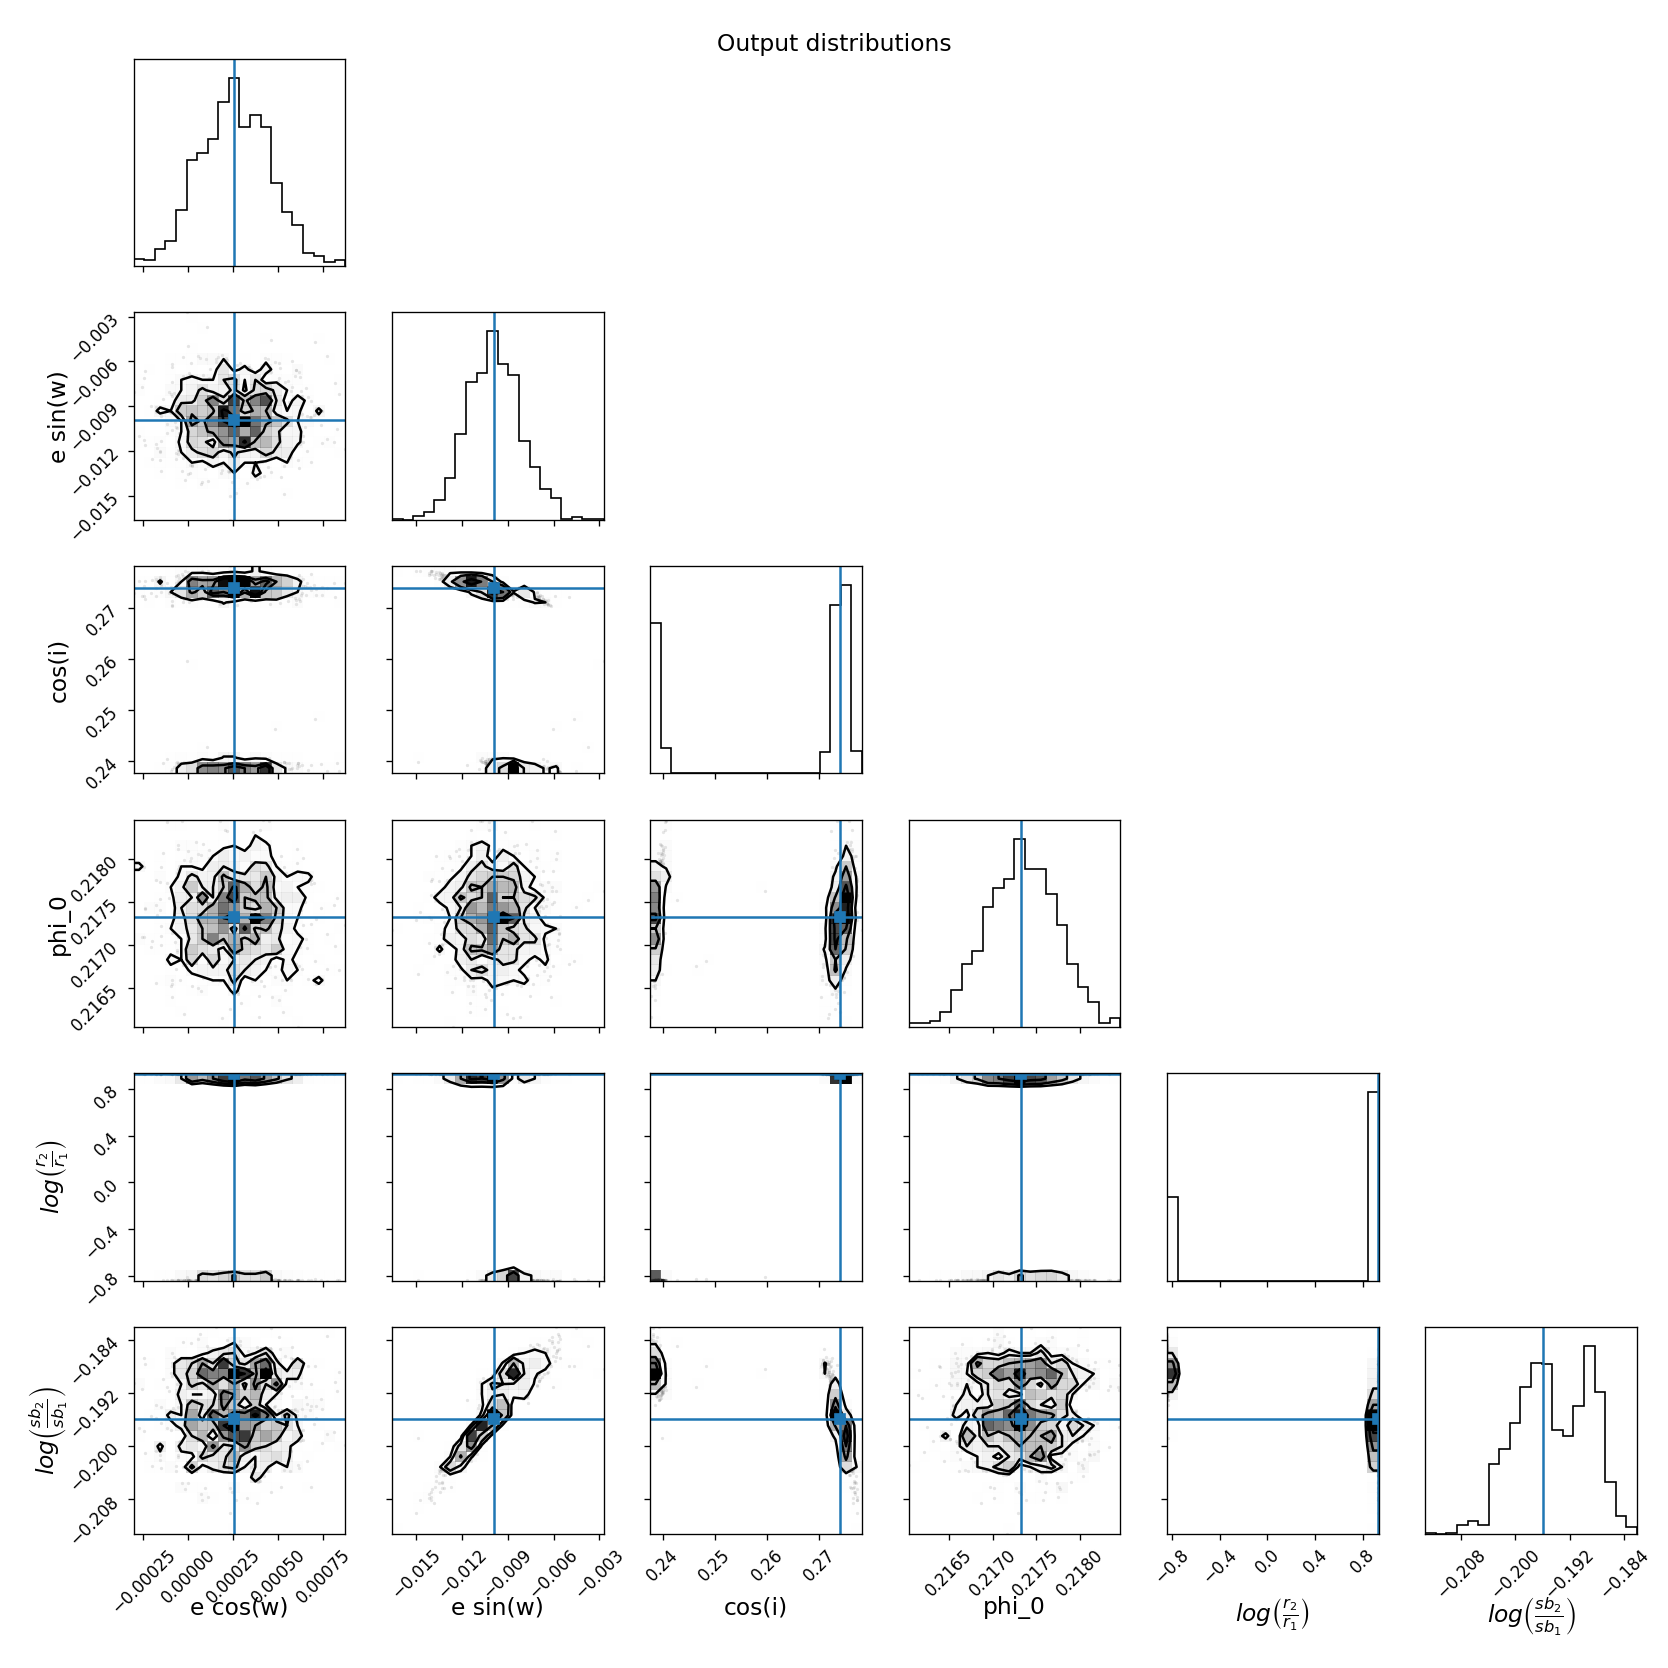 Output distributions
e sin(w)
−0.003
−0.006
−0.009
−0.012
−0.015
cos(i)
0.27
0.26
0.25
0.24
phi_0
0.2180
0.2175
0.2170
0.2165
log(r₂/r₁)
0.8
0.4
0.0
−0.4
−0.8
log(sb₂/sb₁)
−0.184
−0.192
−0.200
−0.208
−0.00025 0.00000 0.00025 0.00050 0.00075
−0.015 −0.012 −0.009 −0.006 −0.003
0.24 0.25 0.26 0.27
0.2165 0.2170 0.2175 0.2180
−0.8 −0.4 0.0 0.4 0.8
−0.208 −0.200 −0.192 −0.184
e cos(w) e sin(w) cos(i) phi_0 log(r₂/r₁) log(sb₂/sb₁)